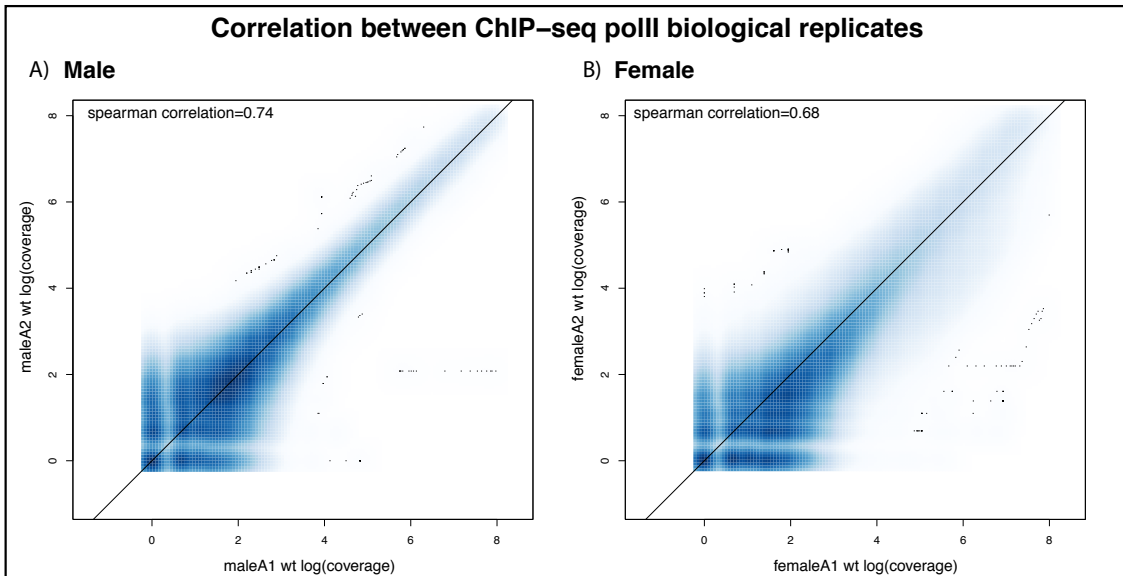 Correlation between ChIP–seq polII biological replicates
A) Male
B) Female
spearman correlation=0.74
maleA2 wt log(coverage)
8
6
4
2
0
0 2 4 6 8
maleA1 wt log(coverage)
spearman correlation=0.68
femaleA2 wt log(coverage)
8
6
4
2
0
0 2 4 6 8
femaleA1 wt log(coverage)